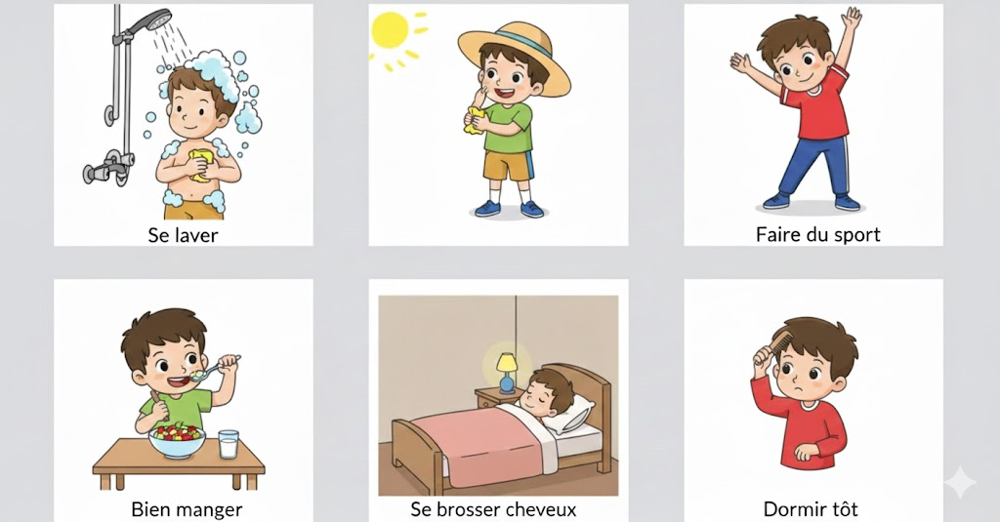 Se laver
Faire du sport
Bien manger
Se brosser cheveux
Dormir tôt